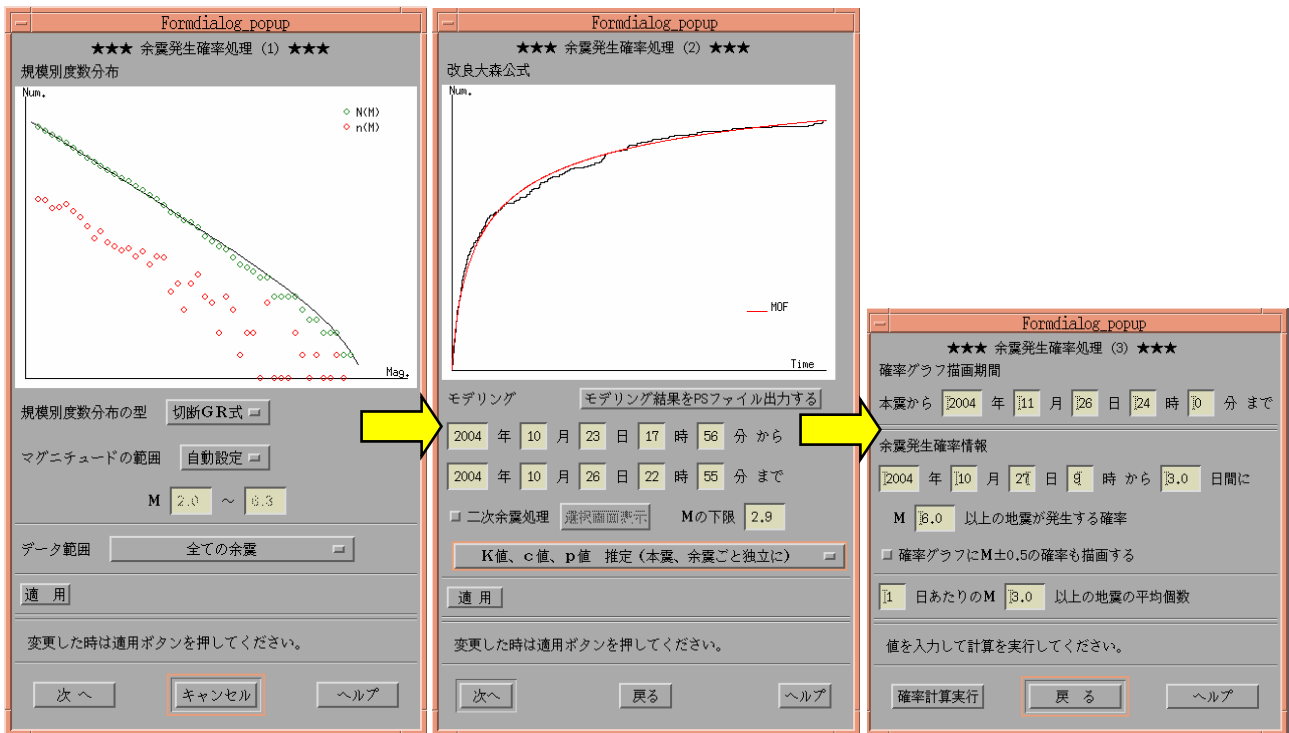 Formdialog_popup
★★★ 余震発生確率処理 (1) ★★★
規模別度数分布
Num.
N(M)
n(M)
Mag.
規模別度数分布の型 切断GR式
マグニチュードの範囲 自動設定
M 2.0 ～ 6.3
データ範囲 全ての余震
適 用
変更した時は適用ボタンを押してください。
次 へ キャンセル ヘルプ
Formdialog_popup
★★★ 余震発生確率処理 (2) ★★★
改良大森公式
Num.
MOF
Time
モデリング モデリング結果をPSファイル出力する
2004 年 10 月 23 日 17 時 56 分 から
2004 年 10 月 26 日 22 時 55 分 まで
二次余震処理 選択画面表示 Mの下限 2.9
K値、c値、p値 推定(本震、余震ごと独立に)
適 用
変更した時は適用ボタンを押してください。
次へ 戻る ヘルプ
Formdialog_popup
★★★ 余震発生確率処理 (3) ★★★
確率グラフ描画期間
本震から 2004 年 11 月 26 日 24 時 0 分 まで
余震発生確率情報
2004 年 10 月 27 日 9 時 から 3.0 日間に
M 6.0 以上の地震が発生する確率
確率グラフにM±0.5の確率も描画する
1 日あたりのM 3.0 以上の地震の平均個数
値を入力して計算を実行してください。
確率計算実行 戻 る ヘルプ